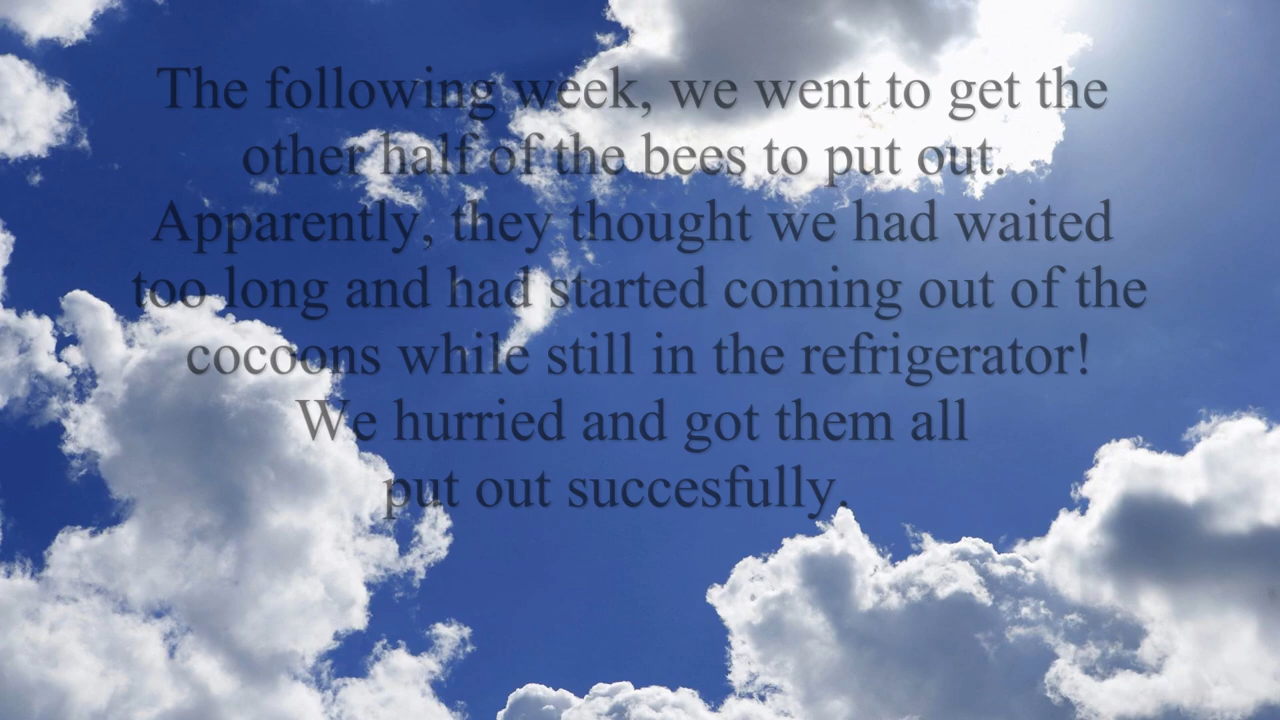 The following week, we went to get the
other half of the bees to put out.
Apparently, they thought we had waited
too long and had started coming out of the
cocoons while still in the refrigerator!
We hurried and got them all
put out succesfully.